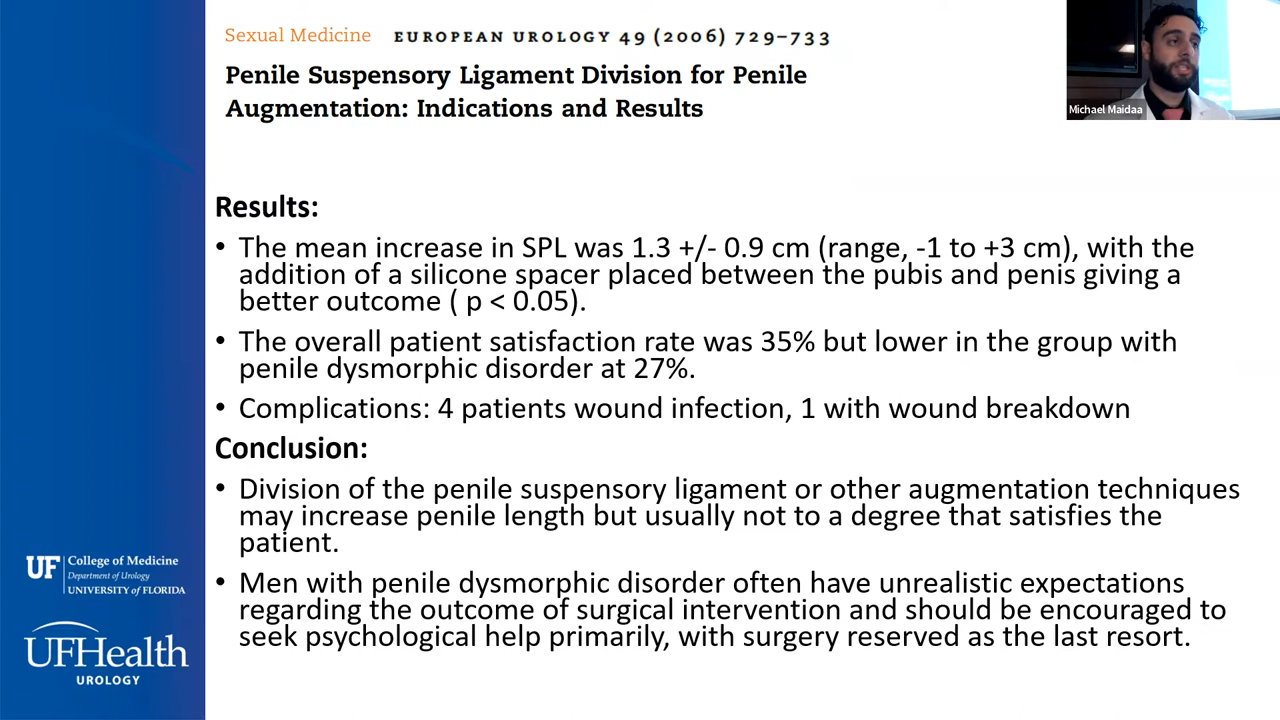 Sexual Medicine EUROPEAN UROLOGY 49 (2006) 729–733
Penile Suspensory Ligament Division for Penile
Augmentation: Indications and Results
Michael Maidaa
Results:
• The mean increase in SPL was 1.3 +/- 0.9 cm (range, -1 to +3 cm), with the
addition of a silicone spacer placed between the pubis and penis giving a
better outcome ( p < 0.05).
• The overall patient satisfaction rate was 35% but lower in the group with
penile dysmorphic disorder at 27%.
• Complications: 4 patients wound infection, 1 with wound breakdown
Conclusion:
• Division of the penile suspensory ligament or other augmentation techniques
may increase penile length but usually not to a degree that satisfies the
patient.
• Men with penile dysmorphic disorder often have unrealistic expectations
regarding the outcome of surgical intervention and should be encouraged to
seek psychological help primarily, with surgery reserved as the last resort.
UF College of Medicine
Department of Urology
UNIVERSITY of FLORIDA
UFHealth
UROLOGY